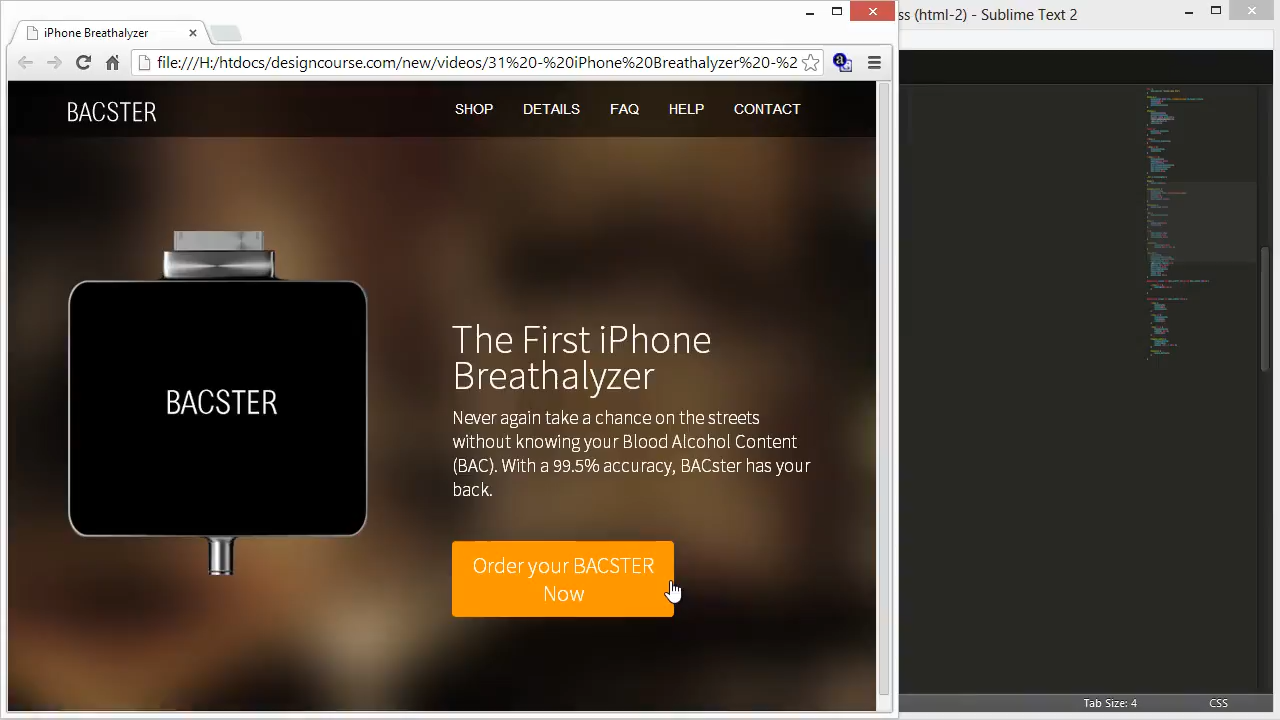 iPhone Breathalyzer
ss (html-2) - Sublime Text 2
file:///H:/htdocs/designcourse.com/new/videos/31%20-%20iPhone%20Breathalyzer%20-%2
BACSTER
SHOP DETAILS FAQ HELP CONTACT
BACSTER
The First iPhone
Breathalyzer
Never again take a chance on the streets
without knowing your Blood Alcohol Content
(BAC). With a 99.5% accuracy, BACster has your
back.
Order your BACSTER
Now
Tab Size: 4
CSS